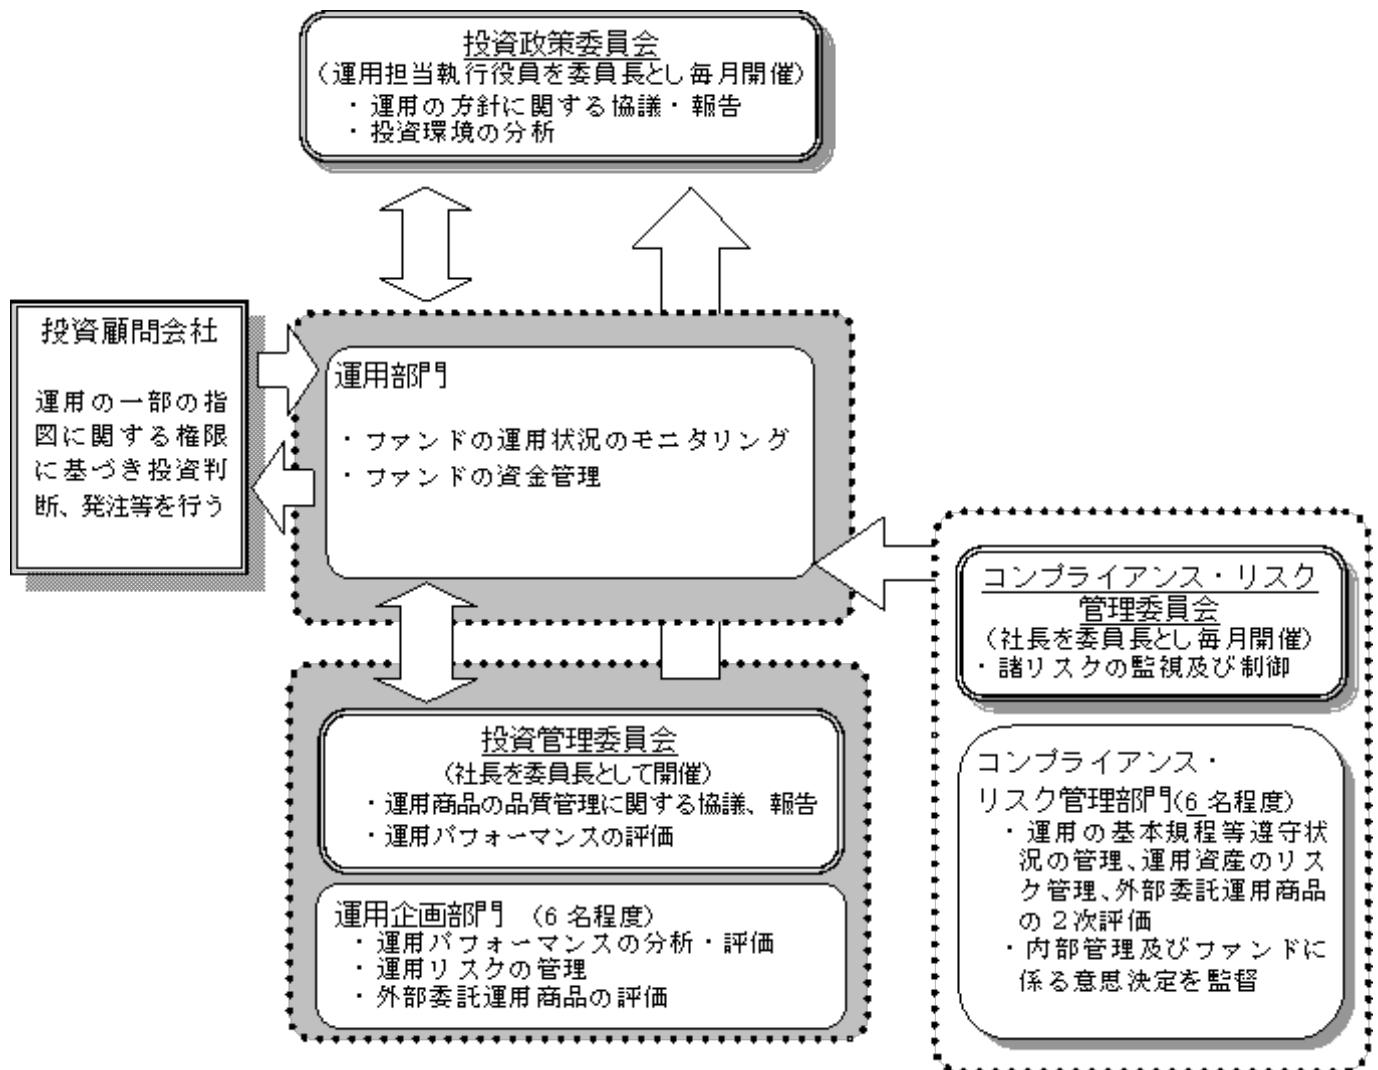 投資政策委員会
（運用担当執行役員を委員長とし毎月開催）
・運用の方針に関する協議・報告
・投資環境の分析
投資顧問会社
運用の一部の指
図に関する権限
に基づき投資判
断、発注等を行う
運用部門
・ファンドの運用状況のモニタリング
・ファンドの資金管理
投資管理委員会
（社長を委員長として開催）
・運用商品の品質管理に関する協議、報告
・運用パフォーマンスの評価
運用企画部門 （6 名程度）
・運用パフォーマンスの分析・評価
・運用リスクの管理
・外部委託運用商品の評価
コンプライアンス・リスク
管理委員会
（社長を委員長とし毎月開催）
・諸リスクの監視及び制御
コンプライアンス・
リスク管理部門（6 名程度）
・運用の基本規程等遵守状
況の管理、運用資産のリス
ク管理、外部委託運用商品
の２次評価
・内部管理及びファンドに
係る意思決定を監督